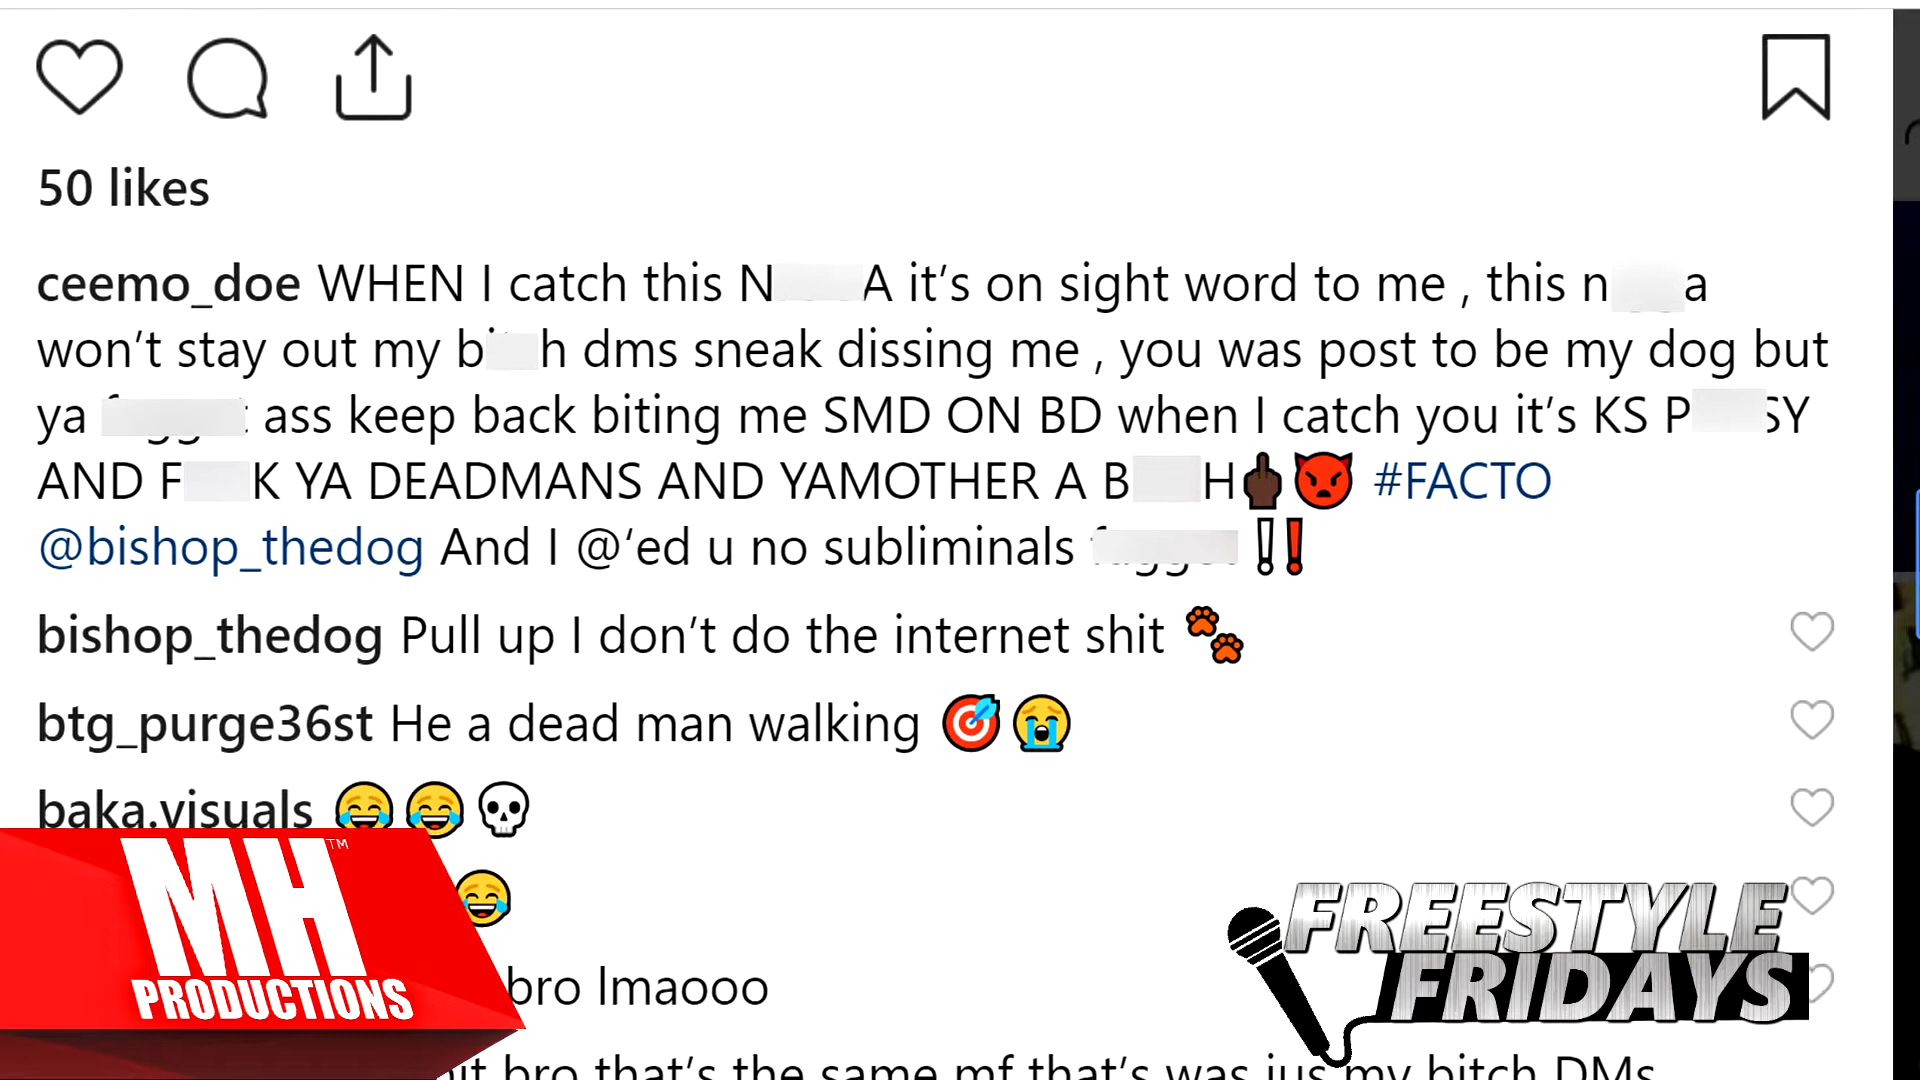 50 likes
ceemo_doe WHEN I catch this N A it’s on sight word to me , this n a
won’t stay out my b h dms sneak dissing me , you was post to be my dog but
ya ass keep back biting me SMD ON BD when I catch you it’s KS P SY
AND F K YA DEADMANS AND YAMOTHER A B H🖕🏿👿 #FACTO
@bishop_thedog And I @‘ed u no subliminals ‼️
bishop_thedog Pull up I don’t do the internet shit 🐾
btg_purge36st He a dead man walking 🎯😭
baka.visuals 😂😂💀
😂
bro lmaooo
bro that’s the same mf that’s was jus my bitch DMs
MH™
PRODUCTIONS
FREESTYLE
FRIDAYS